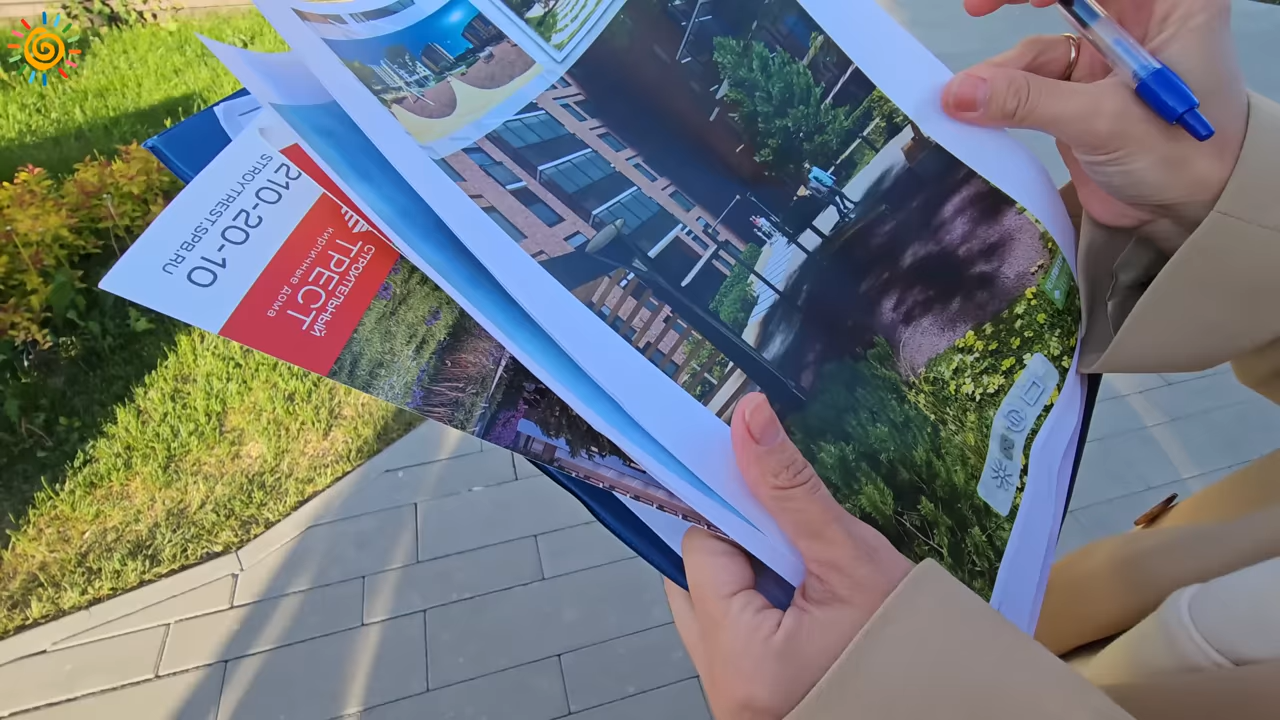 СТРОИТЕЛЬНЫЙ
ТРЕСТ
кирпичные дома
210-20-10
STROYTREST.SPB.RU